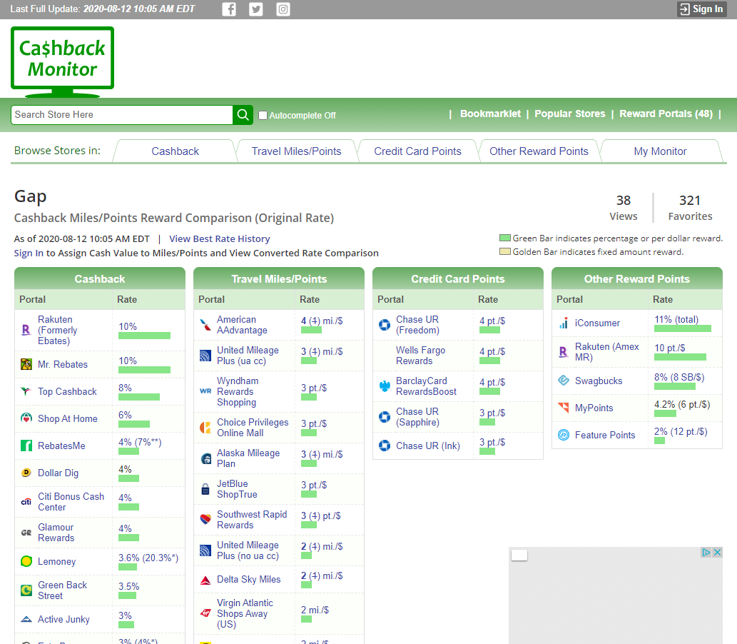 Last Full Update: 2020-08-12 10:05 AM EDT
Sign In
Ca$hback
Monitor
Search Store Here
Autocomplete Off
| Bookmarklet | Popular Stores | Reward Portals (48) |
Browse Stores in:
Cashback
Travel Miles/Points
Credit Card Points
Other Reward Points
My Monitor
Gap
Cashback Miles/Points Reward Comparison (Original Rate)
38
Views
321
Favorites
As of 2020-08-12 10:05 AM EDT | View Best Rate History
Sign In to Assign Cash Value to Miles/Points and View Converted Rate Comparison
Green Bar indicates percentage or per dollar reward.
Golden Bar indicates fixed amount reward.
Cashback
Portal Rate
Rakuten
(Formerly
Ebates)
10%
Mr. Rebates 10%
Top Cashback 8%
Shop At Home 6%
RebatesMe 4% (7%**)
Dollar Dig 4%
citi
Citi Bonus Cash
Center
4%
GR
Glamour
Rewards
4%
Lemoney 3.6% (20.3%*)
Green Back
Street
3.5%
Active Junky 3%
3% (4%*)
Travel Miles/Points
Portal Rate
American
AAdvantage
4 (4) mi./$
United Mileage
Plus (ua cc)
3 (4) mi./$
WR
Wyndham
Rewards
Shopping
3 pt./$
Choice Privileges
Online Mall
3 pt./$
Alaska Mileage
Plan
3 (4) mi./$
JetBlue
ShopTrue
3 pt./$
Southwest Rapid
Rewards
3 (4) pt./$
United Mileage
Plus (no ua cc)
2 (4) mi./$
Delta Sky Miles 2 (4) mi./$
Virgin Atlantic
Shops Away
(US)
2 mi./$
2 mi./$
Credit Card Points
Portal Rate
Chase UR
(Freedom)
4 pt./$
Wells Fargo
Rewards
4 pt./$
BarclayCard
RewardsBoost
4 pt./$
Chase UR
(Sapphire)
3 pt./$
Chase UR (Ink) 3 pt./$
Other Reward Points
Portal Rate
iConsumer 11% (total)
Rakuten (Amex
MR)
10 pt./$
Swagbucks 8% (8 SB/$)
MyPoints 4.2% (6 pt./$)
Feature Points 2% (12 pt./$)